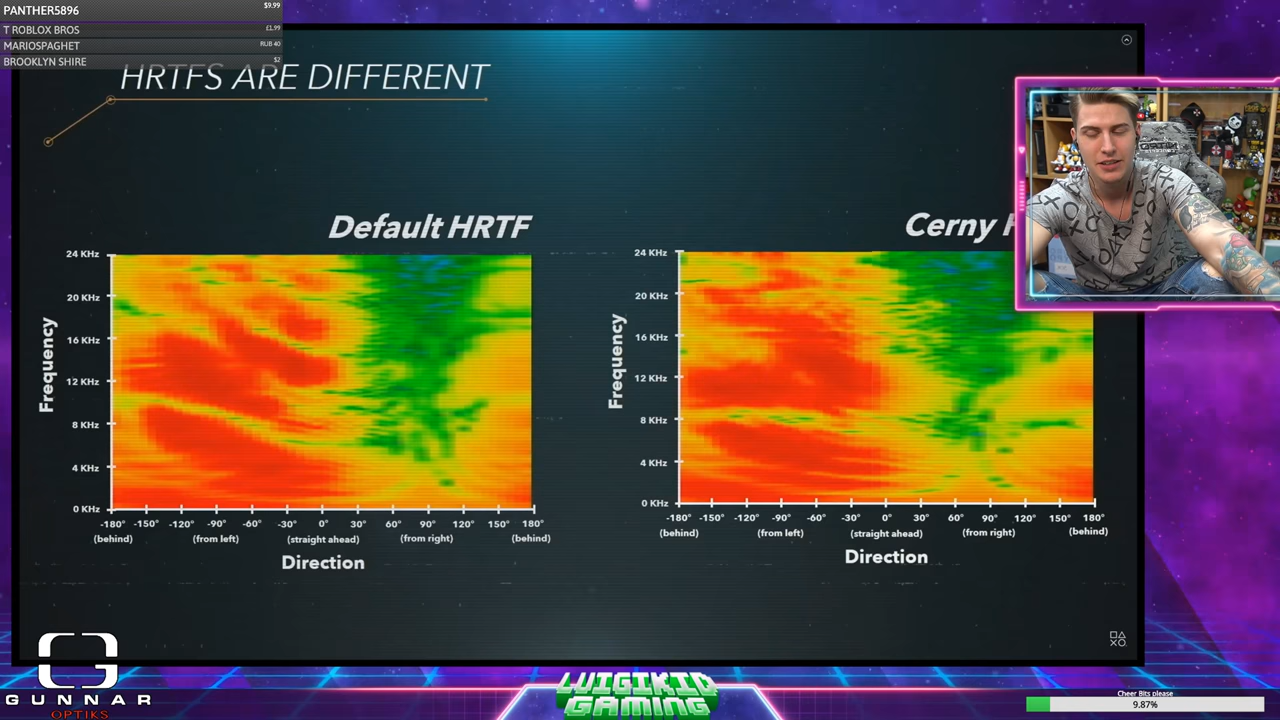 PANTHER5896 $9.99
T ROBLOX BROS £1.99
MARIOSPAGHET RUB 40
BROOKLYN SHIRE $2
HRTFS ARE DIFFERENT
Default HRTF
Cerny
24 KHz
20 KHz
16 KHz
12 KHz
8 KHz
4 KHz
0 KHz
Frequency
-180° -150° -120° -90° -60° -30° 0° 30° 60° 90° 120° 150° 180°
(behind) (from left) (straight ahead) (from right) (behind)
Direction
24 KHz
20 KHz
16 KHz
12 KHz
8 KHz
4 KHz
0 KHz
Frequency
-180° -150° -120° -90° -60° -30° 0° 30° 60° 90° 120° 150° 180°
(behind) (from left) (straight ahead) (from right) (behind)
Direction
GUNNAR
OPTIKS
LUIGIKID
GAMING
Cheer Bits please
9.87%